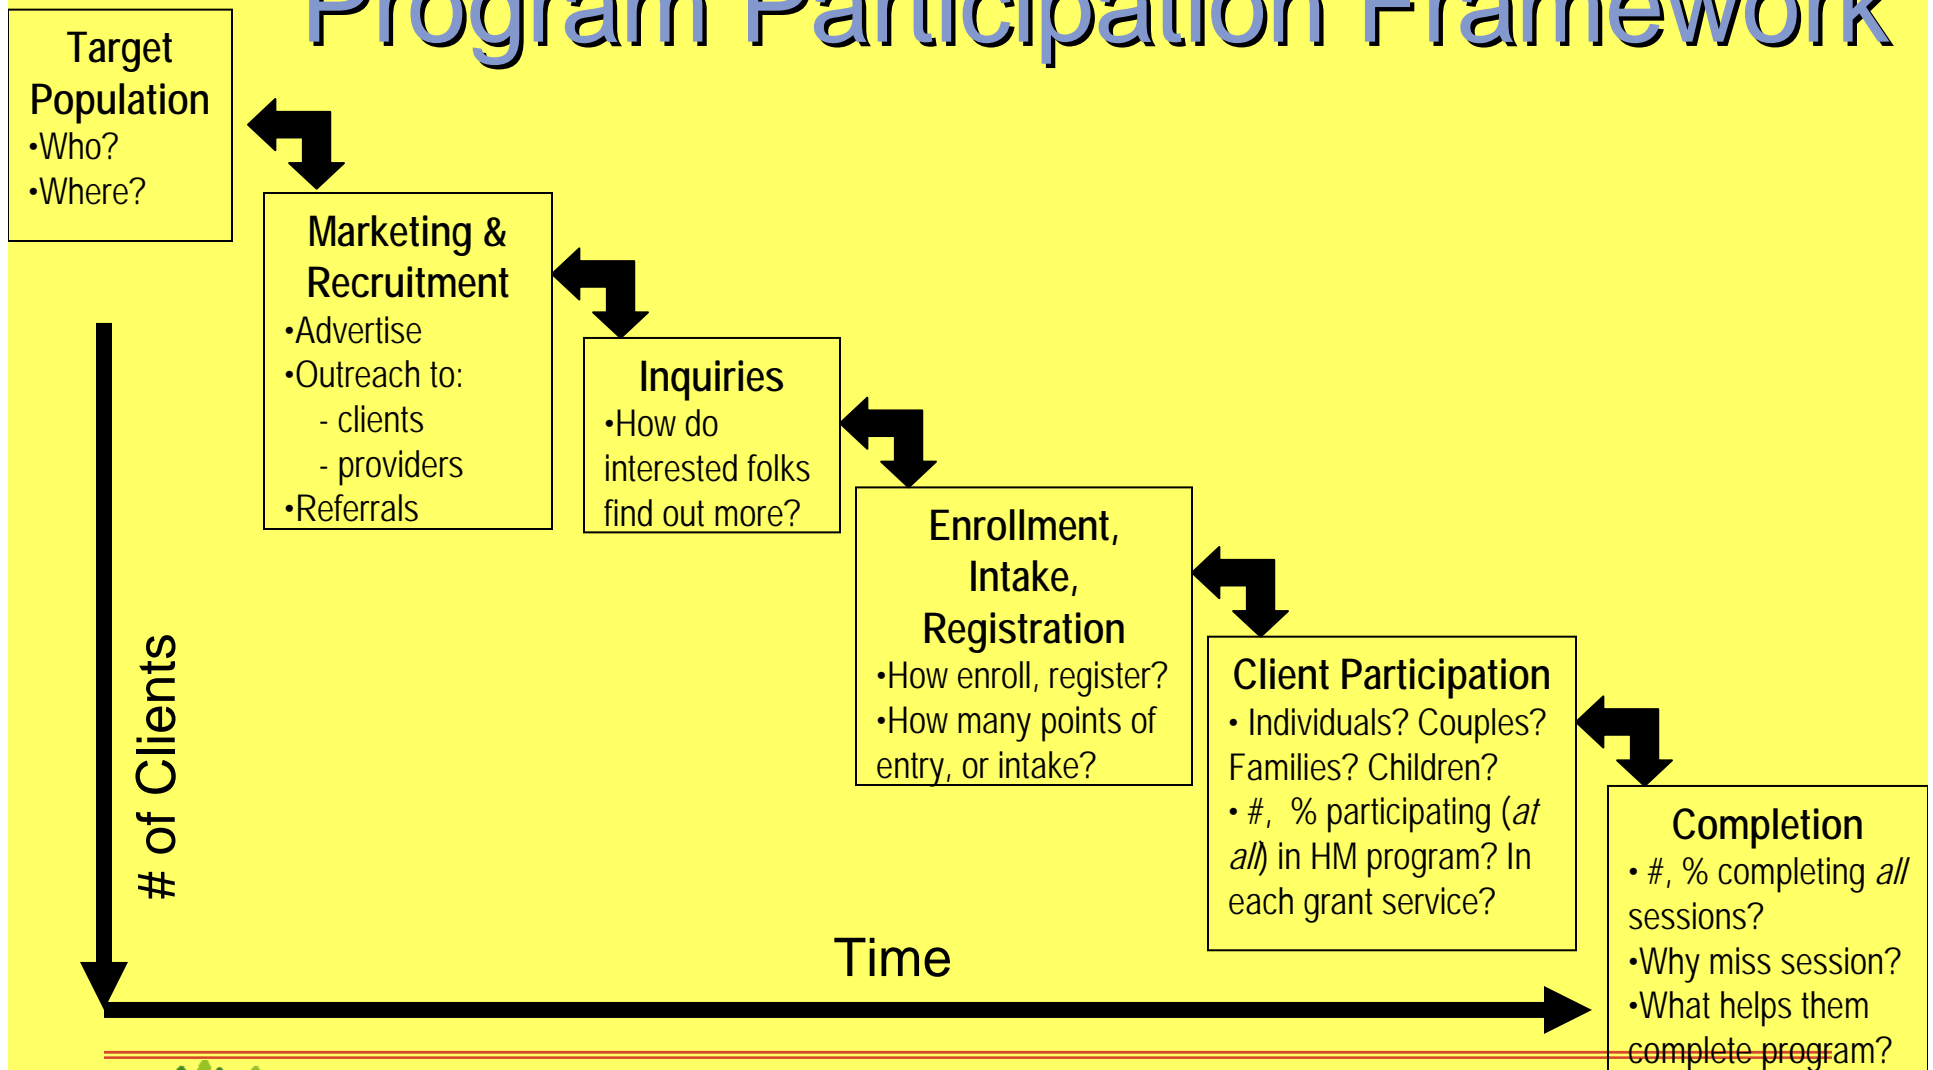 Program Participation Framework
Target
Population
•Who?
•Where?
Marketing &
Recruitment
•Advertise
•Outreach to:
- clients
- providers
•Referrals
Inquiries
•How do
interested folks
find out more?
Enrollment,
Intake,
Registration
•How enroll, register?
•How many points of
entry, or intake?
Client Participation
• Individuals? Couples?
Families? Children?
• #, % participating (at
all) in HM program? In
each grant service?
Completion
• #, % completing all
sessions?
•Why miss session?
•What helps them
complete program?
# of Clients
Time